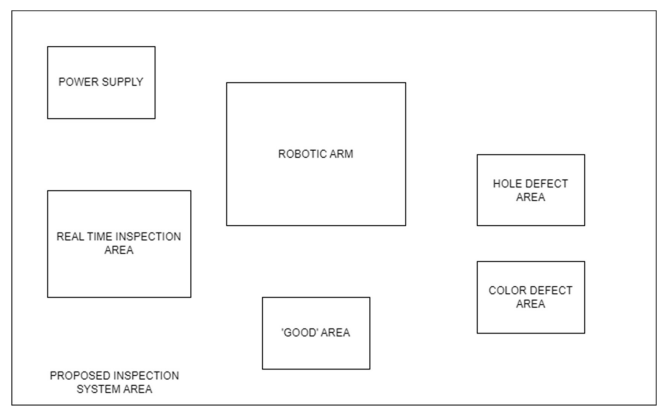 POWER SUPPLY
ROBOTIC ARM
HOLE DEFECT
AREA
REAL TIME INSPECTION
AREA
COLOR DEFECT
AREA
'GOOD' AREA
PROPOSED INSPECTION
SYSTEM AREA